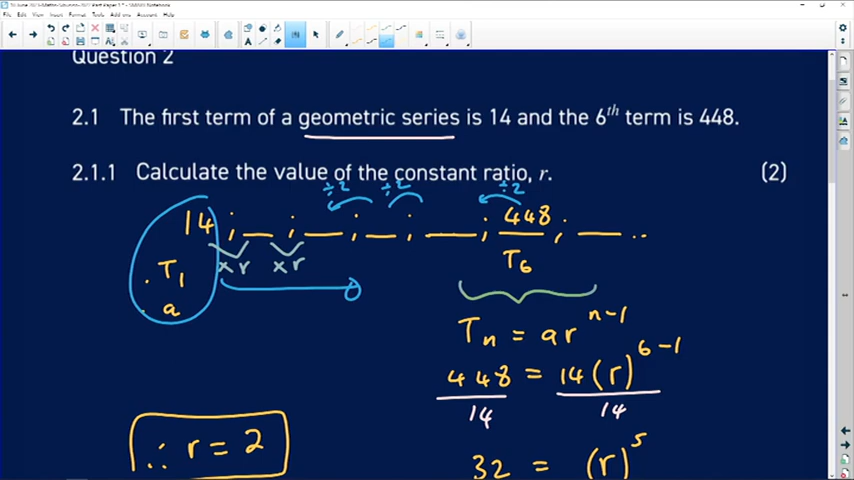 Question 2
2.1 The first term of a geometric series is 14 and the 6th term is 448.
2.1.1 Calculate the value of the constant ratio, r. (2)
÷2 ÷2 ÷2
14 ; __ ; __ ; __ ; __ ; 448 ; __ ..
×r ×r
T1
T6
a
Tn = ar^n-1
448 = 14(r)^6-1
14 14
∴ r = 2
32 = (r)^5